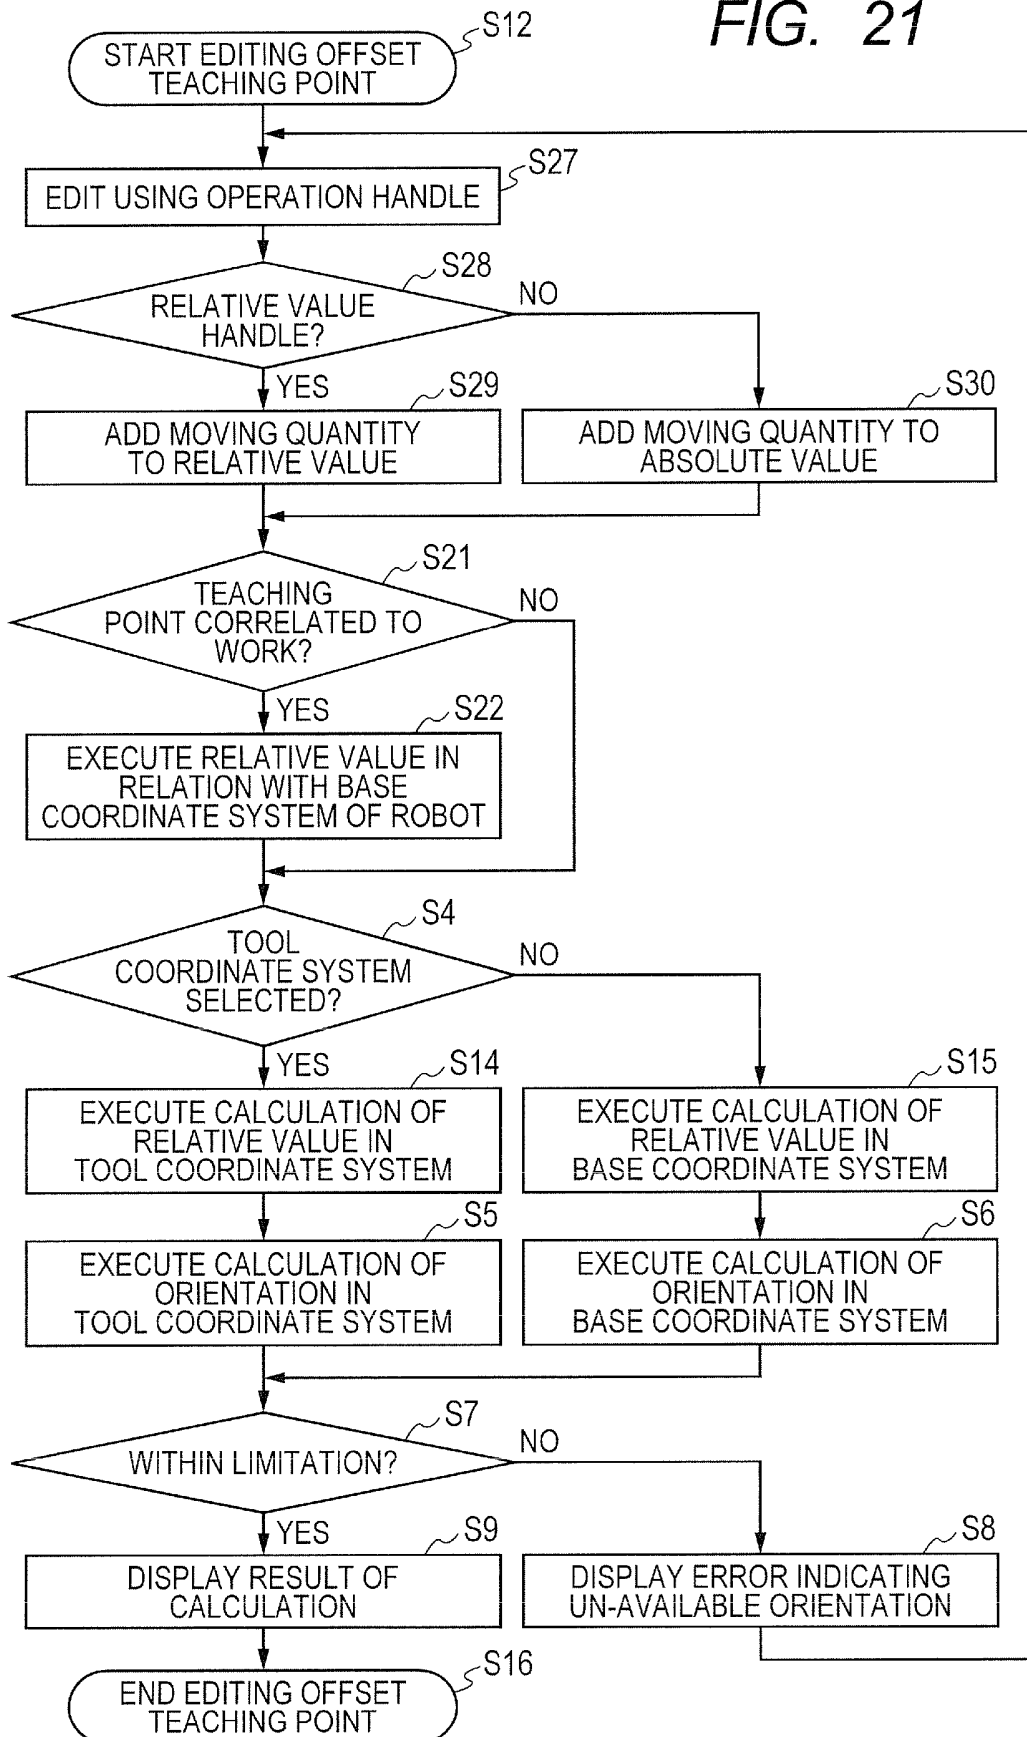 FIG. 21
S12
START EDITING OFFSET
TEACHING POINT
S27
EDIT USING OPERATION HANDLE
S28
RELATIVE VALUE
HANDLE?
NO
YES
S29
ADD MOVING QUANTITY
TO RELATIVE VALUE
S30
ADD MOVING QUANTITY TO
ABSOLUTE VALUE
S21
TEACHING
POINT CORRELATED TO
WORK?
NO
YES
S22
EXECUTE RELATIVE VALUE IN
RELATION WITH BASE
COORDINATE SYSTEM OF ROBOT
S4
TOOL
COORDINATE SYSTEM
SELECTED?
NO
YES
S14
EXECUTE CALCULATION OF
RELATIVE VALUE IN
TOOL COORDINATE SYSTEM
S15
EXECUTE CALCULATION OF
RELATIVE VALUE IN
BASE COORDINATE SYSTEM
S5
EXECUTE CALCULATION OF
ORIENTATION IN
TOOL COORDINATE SYSTEM
S6
EXECUTE CALCULATION OF
ORIENTATION IN
BASE COORDINATE SYSTEM
S7
WITHIN LIMITATION?
NO
YES
S9
DISPLAY RESULT OF
CALCULATION
S8
DISPLAY ERROR INDICATING
UN-AVAILABLE ORIENTATION
S16
END EDITING OFFSET
TEACHING POINT